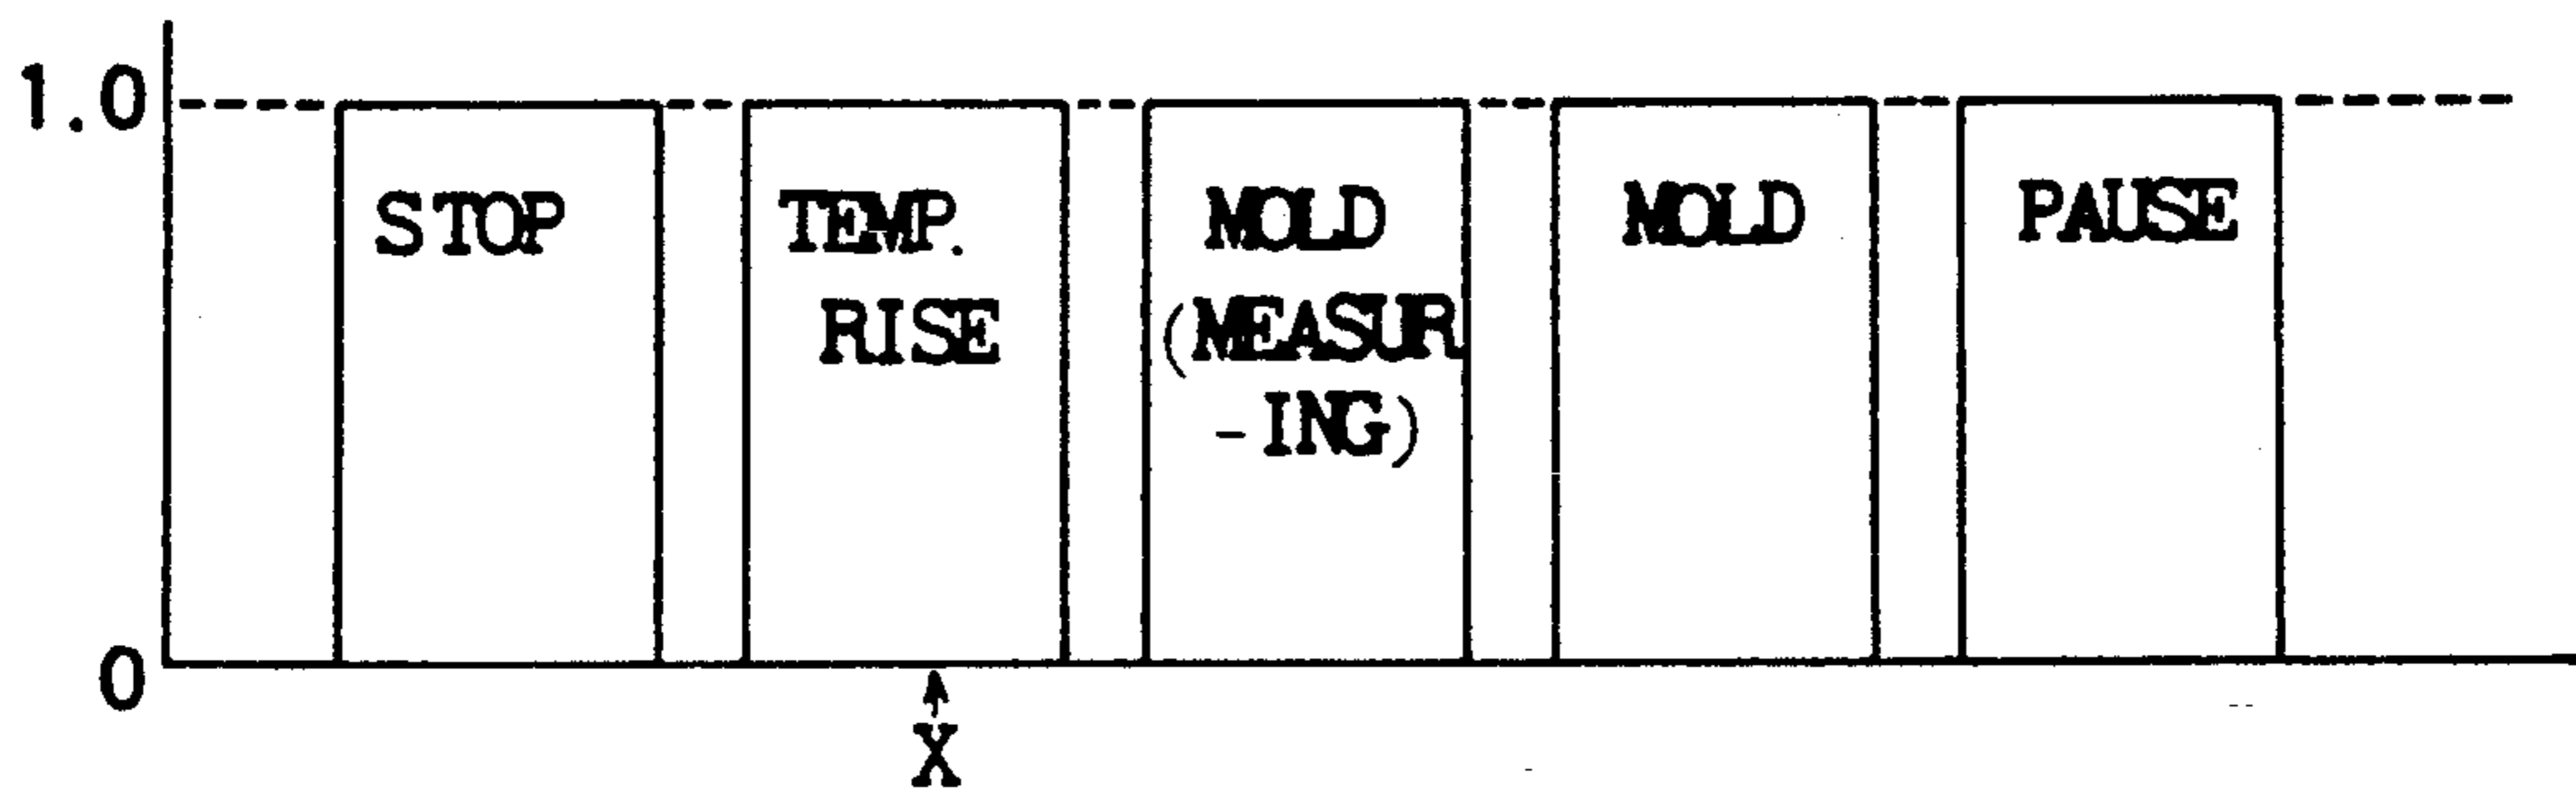 1.0
STOP
TEMP.
RISE
MOLD
(MEASUR
-ING)
MOLD
PAUSE
0
X